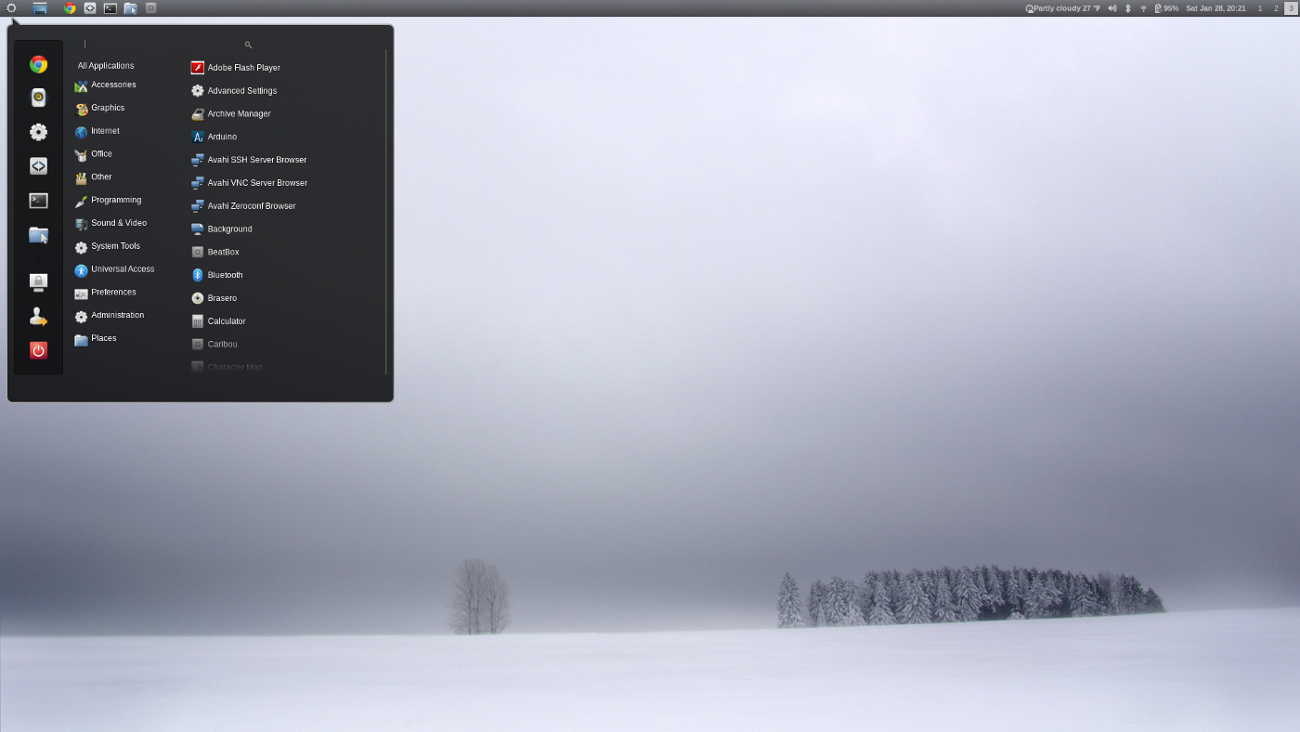 Partly cloudy 27 °F 95% Sat Jan 28, 20:21 1 2 3
All Applications
Accessories
Graphics
Internet
Office
Other
Programming
Sound & Video
System Tools
Universal Access
Preferences
Administration
Places
Adobe Flash Player
Advanced Settings
Archive Manager
Arduino
Avahi SSH Server Browser
Avahi VNC Server Browser
Avahi Zeroconf Browser
Background
BeatBox
Bluetooth
Brasero
Calculator
Caribou
Character Map